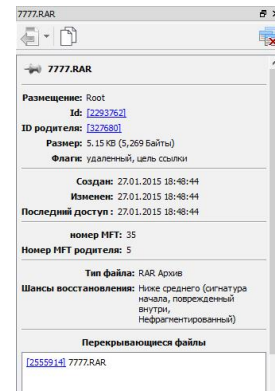 7777.RAR
7777.RAR
Размещение: Root
Id: [2293762]
ID родителя: [327680]
Размер: 5.15 KB (5,269 Байты)
Флаги: удаленный, цель ссылки
Создан: 27.01.2015 18:48:44
Изменен: 27.01.2015 18:48:44
Последний доступ : 27.01.2015 18:48:44
номер MFT: 35
Номер MFT родителя: 5
Тип файла: RAR Архив
Шансы восстановления: Ниже среднего (сигнатура
начала, поврежденный
внутри,
Нефрагментированный)
Перекрывающиеся файлы
[2555914] 7777.RAR